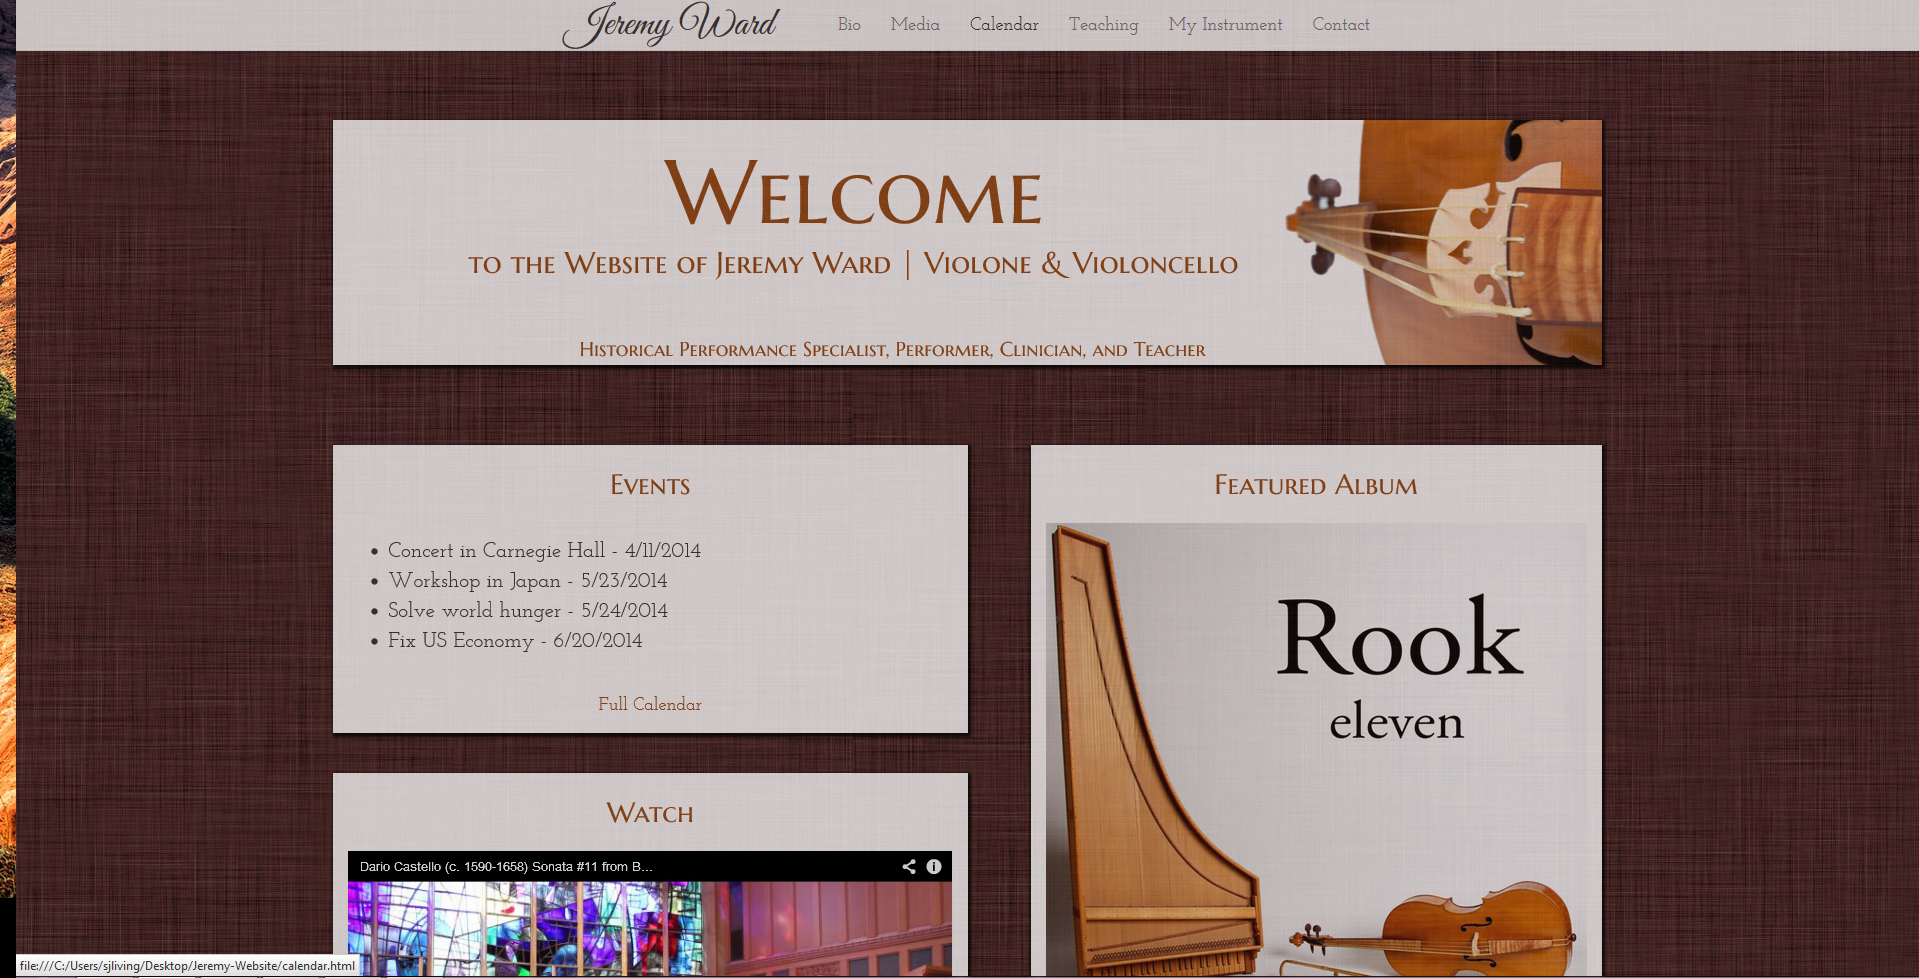 Jeremy Ward Bio Media Calendar Teaching My Instrument Contact
Welcome
to the Website of Jeremy Ward | Violone & Violoncello
Historical Performance Specialist, Performer, Clinician, and Teacher
Events
• Concert in Carnegie Hall - 4/11/2014
• Workshop in Japan - 5/23/2014
• Solve world hunger - 5/24/2014
• Fix US Economy - 6/20/2014
Full Calendar
Watch
Dario Castello (c. 1590-1658) Sonata #11 from B...
Featured Album
Rook
eleven
file:///C:/Users/sjliving/Desktop/Jeremy-Website/calendar.html